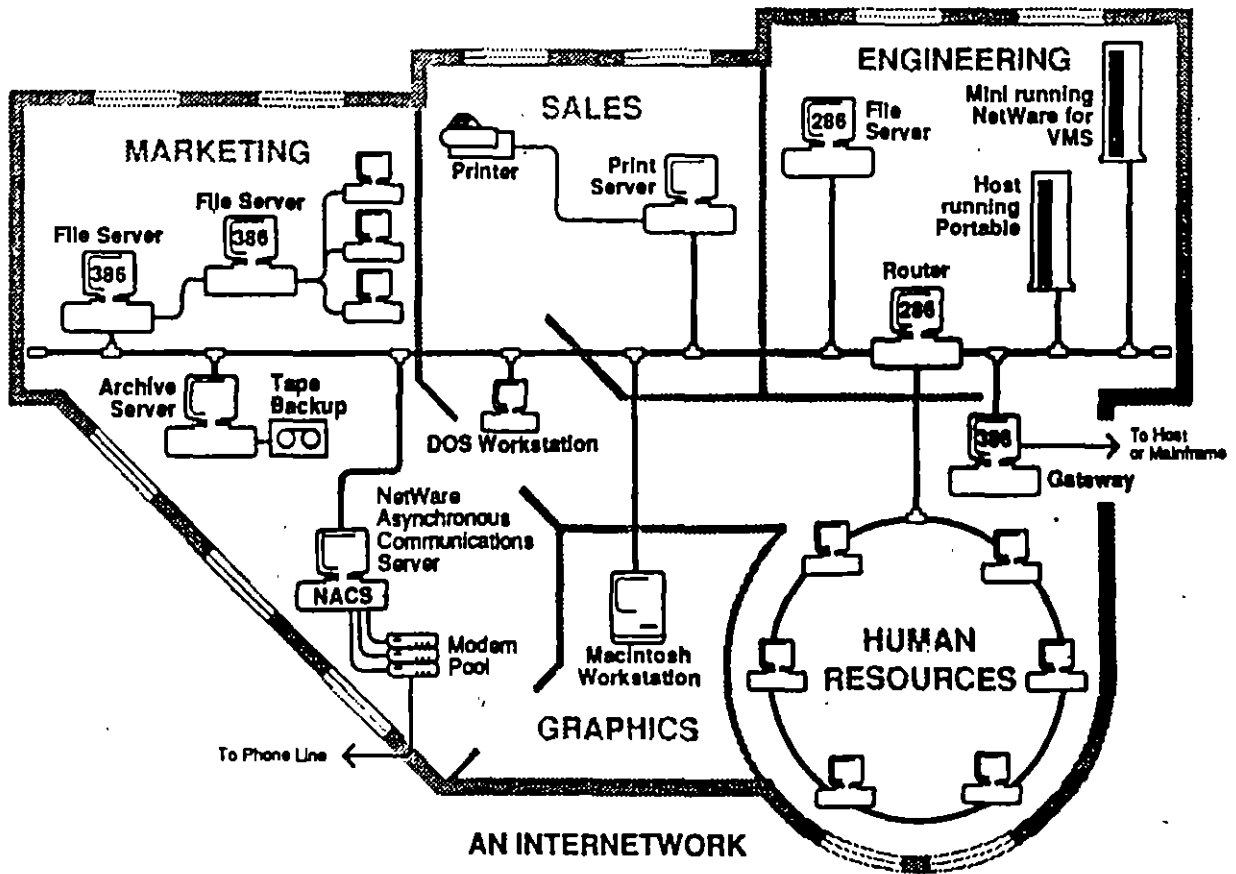 ENGINEERING
Mini running
NetWare for
VMS
File
Server
286
SALES
Printer
Print
Server
MARKETING
File Server
386
File Server
386
Host
running
Portable
Router
286
Archive
Server
Tape
Backup
DOS Workstation
386
Gateway
To Host
or Mainframe
NetWare
Asynchronous
Communications
Server
NACS
Modem
Pool
Macintosh
Workstation
HUMAN
RESOURCES
GRAPHICS
To Phone Line
AN INTERNETWORK